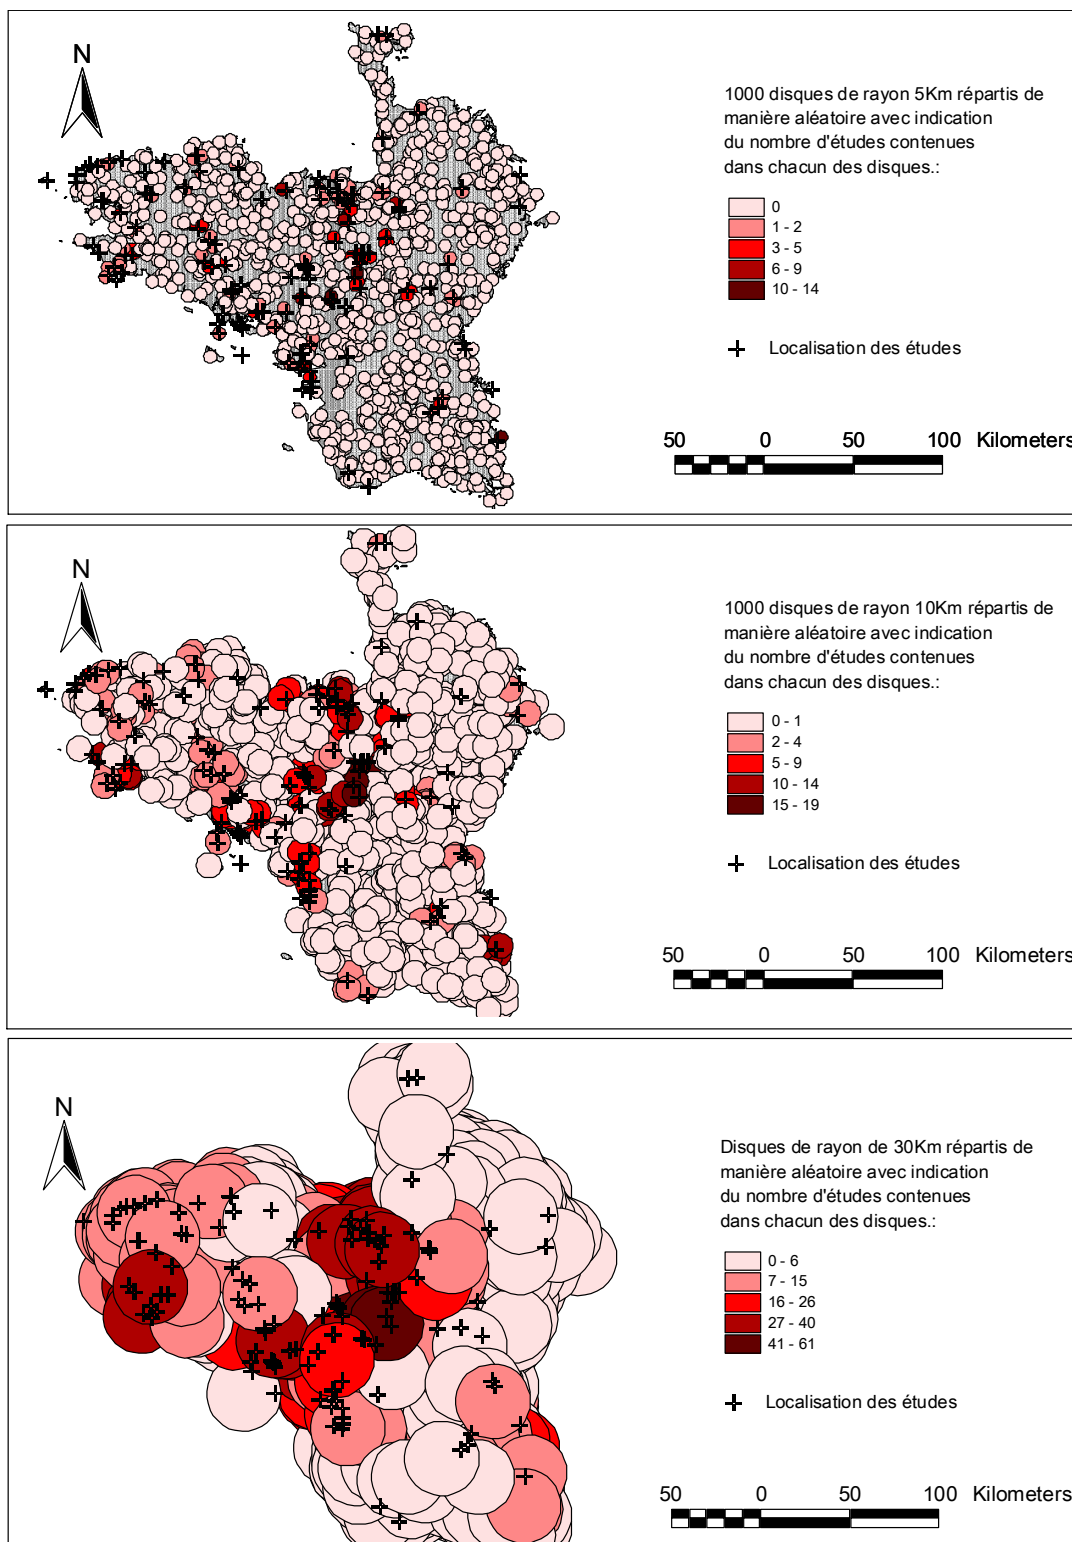 N
1000 disques de rayon 5Km répartis de
manière aléatoire avec indication
du nombre d'études contenues
dans chacun des disques.:
0
1 - 2
3 - 5
6 - 9
10 - 14
Localisation des études
50 0 50 100 Kilometers
N
1000 disques de rayon 10Km répartis de
manière aléatoire avec indication
du nombre d'études contenues
dans chacun des disques.:
0 - 1
2 - 4
5 - 9
10 - 14
15 - 19
Localisation des études
50 0 50 100 Kilometers
N
Disques de rayon de 30Km répartis de
manière aléatoire avec indication
du nombre d'études contenues
dans chacun des disques.:
0 - 6
7 - 15
16 - 26
27 - 40
41 - 61
Localisation des études
50 0 50 100 Kilometers